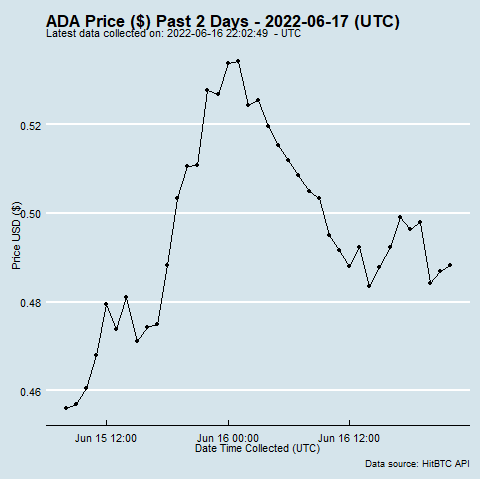 ADA Price ($) Past 2 Days - 2022-06-17 (UTC)
Latest data collected on: 2022-06-16 22:02:49 - UTC
Price USD ($)
0.52
0.50
0.48
0.46
Jun 15 12:00
Jun 16 00:00
Jun 16 12:00
Date Time Collected (UTC)
Data source: HitBTC API